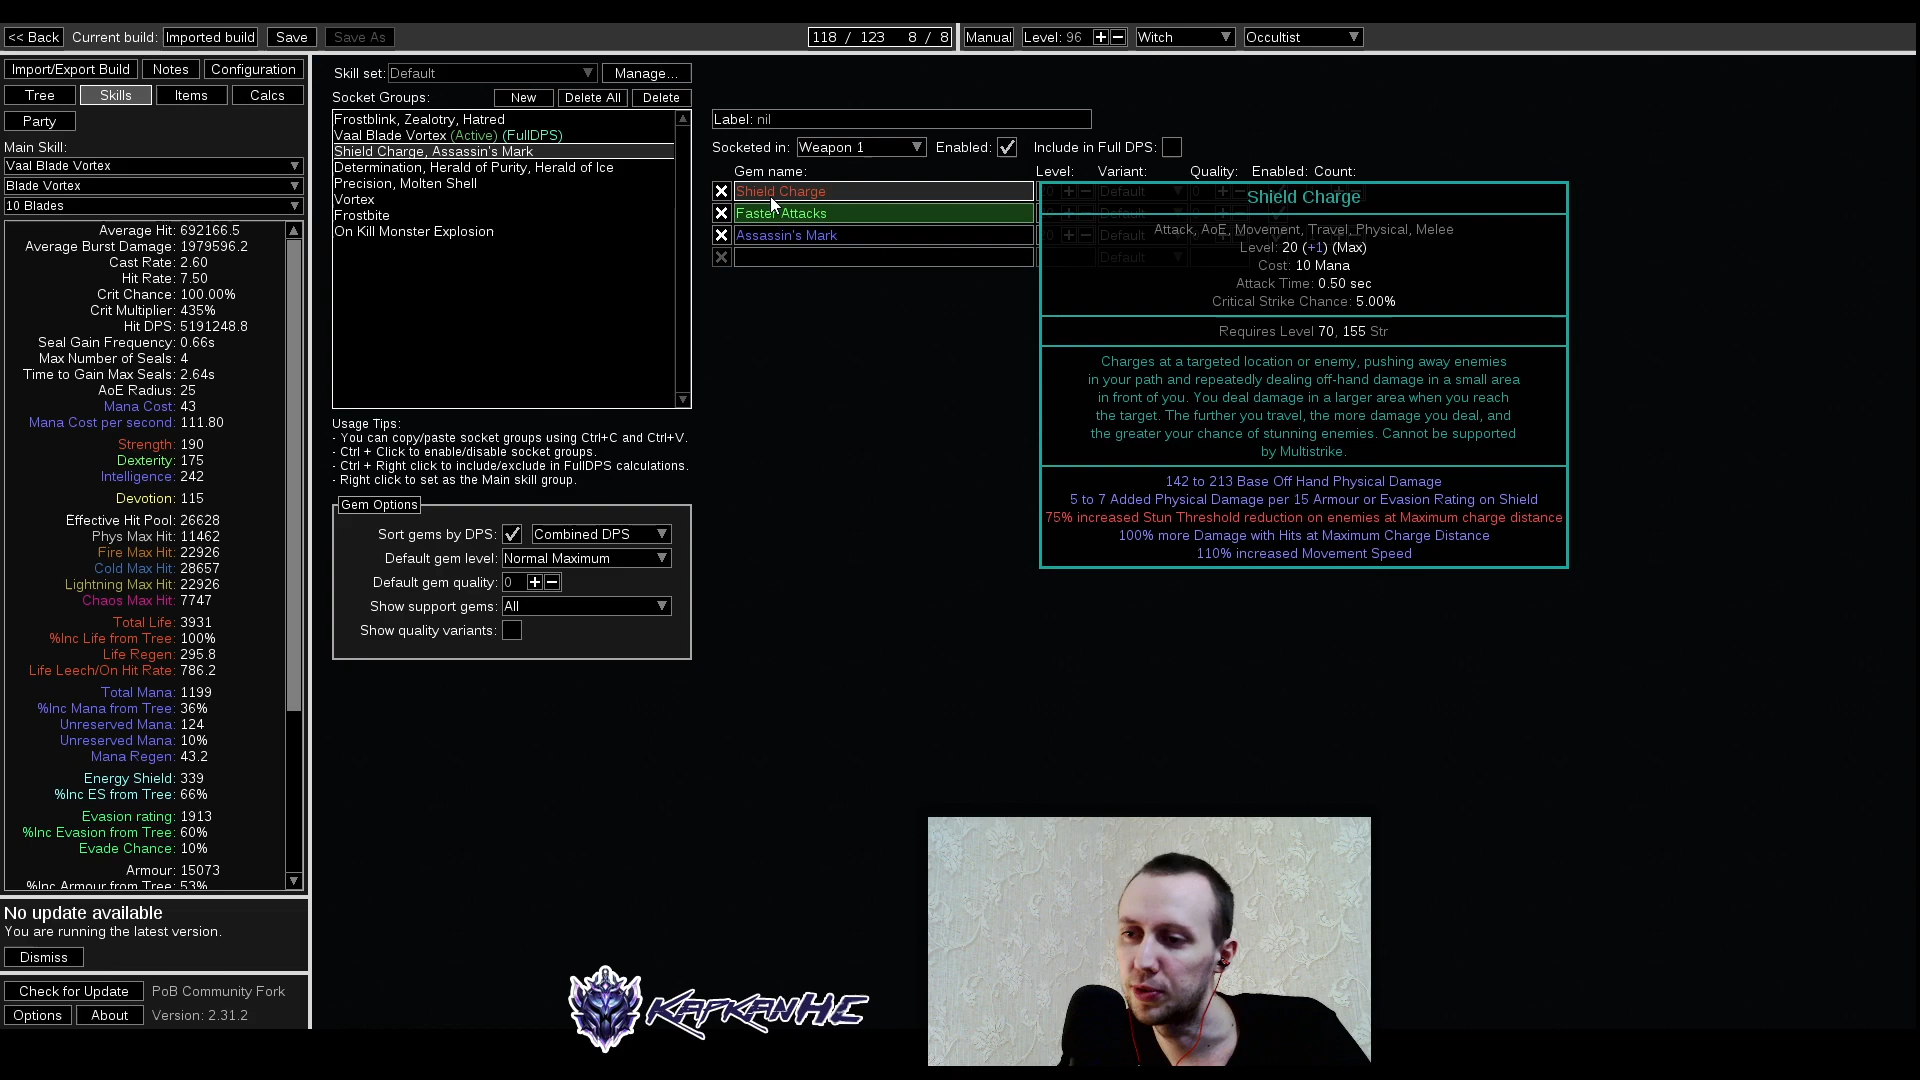 << Back Current build: Imported build Save Save As 118 / 123 8 / 8 Manual Level: 96 Witch Occultist
Import/Export Build Notes Configuration
Tree Skills Items Calcs
Party
Main Skill:
Vaal Blade Vortex
Blade Vortex
10 Blades
Average Hit: 692166.5
Average Burst Damage: 1979596.2
Cast Rate: 2.60
Hit Rate: 7.50
Crit Chance: 100.00%
Crit Multiplier: 435%
Hit DPS: 5191248.8
Seal Gain Frequency: 0.66s
Max Number of Seals: 4
Time to Gain Max Seals: 2.64s
AoE Radius: 25
Mana Cost: 43
Mana Cost per second: 111.80
Strength: 190
Dexterity: 175
Intelligence: 242
Devotion: 115
Effective Hit Pool: 26628
Phys Max Hit: 11462
Fire Max Hit: 22926
Cold Max Hit: 28657
Lightning Max Hit: 22926
Chaos Max Hit: 7747
Total Life: 3931
%Inc Life from Tree: 100%
Life Regen: 295.8
Life Leech/On Hit Rate: 786.2
Total Mana: 1199
%Inc Mana from Tree: 36%
Unreserved Mana: 124
Unreserved Mana: 10%
Mana Regen: 43.2
Energy Shield: 339
%Inc ES from Tree: 66%
Evasion rating: 1913
%Inc Evasion from Tree: 60%
Evade Chance: 10%
Armour: 15073
%Inc Armour from Tree: 53%
No update available
You are running the latest version.
Dismiss
Check for Update PoB Community Fork
Options About Version: 2.31.2
Skill set: Default Manage...
Socket Groups: New Delete All Delete
Frostblink, Zealotry, Hatred
Vaal Blade Vortex (Active) (FullDPS)
Shield Charge, Assassin's Mark
Determination, Herald of Purity, Herald of Ice
Precision, Molten Shell
Vortex
Frostbite
On Kill Monster Explosion
Usage Tips:
- You can copy/paste socket groups using Ctrl+C and Ctrl+V.
- Ctrl + Click to enable/disable socket groups.
- Ctrl + Right click to include/exclude in FullDPS calculations.
- Right click to set as the Main skill group.
Gem Options
Sort gems by DPS: Combined DPS
Default gem level: Normal Maximum
Default gem quality: 0
Show support gems: All
Show quality variants:
Label: nil
Socketed in: Weapon 1 Enabled: Include in Full DPS:
Gem name: Level: Variant: Quality: Enabled: Count:
Shield Charge
Faster Attacks
Assassin's Mark
Default
Default
Default
Default
Shield Charge
Attack, AoE, Movement, Travel, Physical, Melee
Level: 20 (+1) (Max)
Cost: 10 Mana
Attack Time: 0.50 sec
Critical Strike Chance: 5.00%
Requires Level 70, 155 Str
Charges at a targeted location or enemy, pushing away enemies
in your path and repeatedly dealing off-hand damage in a small area
in front of you. You deal damage in a larger area when you reach
the target. The further you travel, the more damage you deal, and
the greater your chance of stunning enemies. Cannot be supported
by Multistrike.
142 to 213 Base Off Hand Physical Damage
5 to 7 Added Physical Damage per 15 Armour or Evasion Rating on Shield
75% increased Stun Threshold reduction on enemies at Maximum charge distance
100% more Damage with Hits at Maximum Charge Distance
110% increased Movement Speed
KAPKANHC